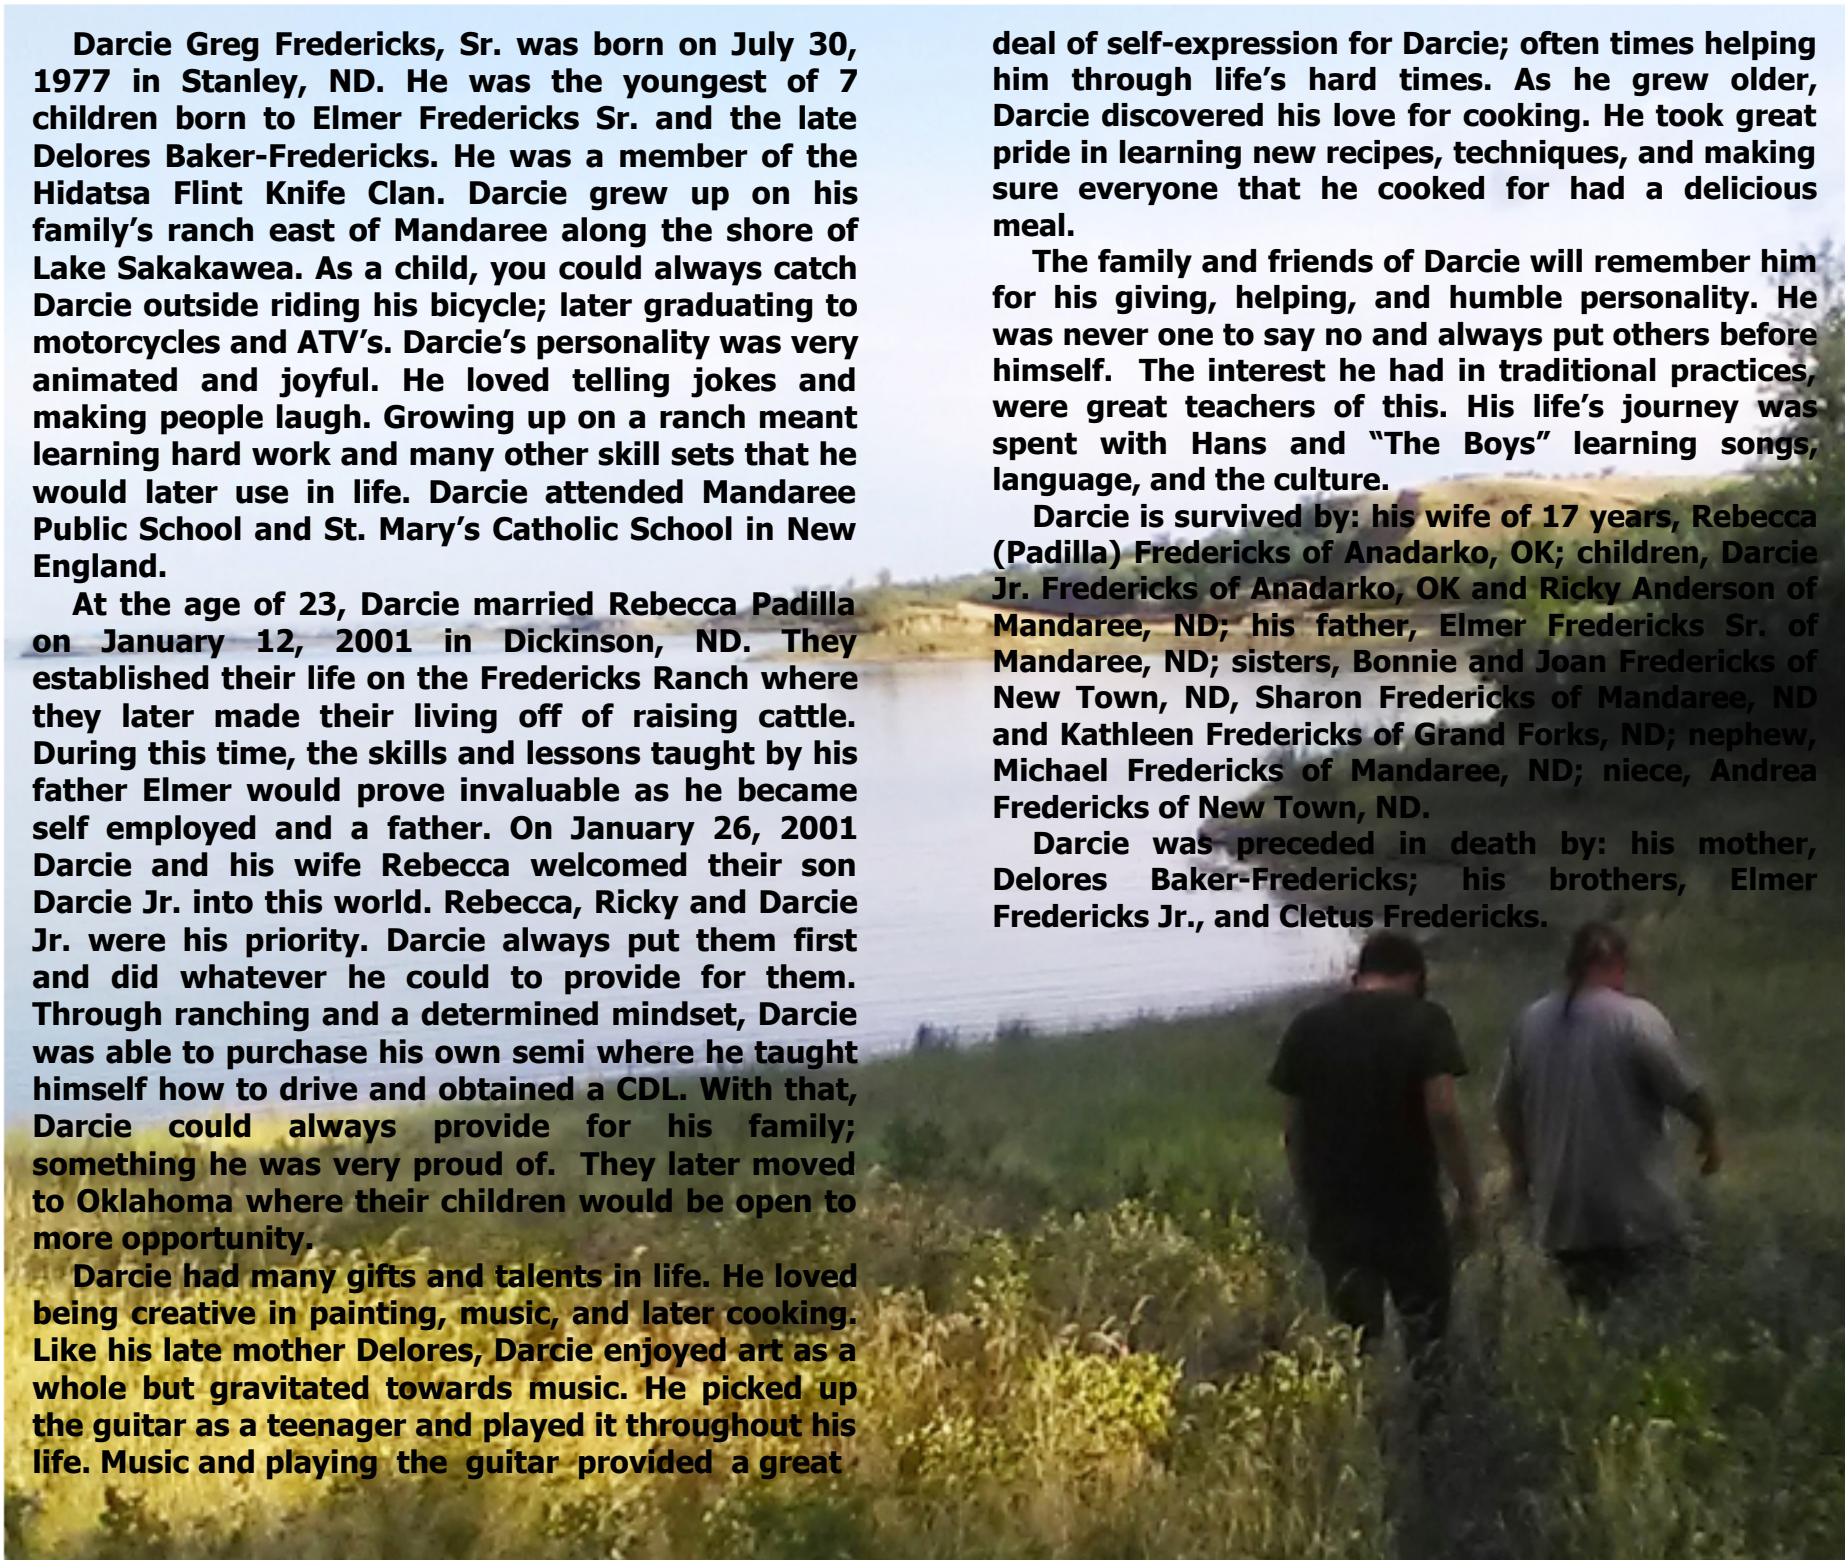 Darcie Greg Fredericks, Sr. was born on July 30,
1977 in Stanley, ND. He was the youngest of 7
children born to Elmer Fredericks Sr. and the late
Delores Baker-Fredericks. He was a member of the
Hidatsa Flint Knife Clan. Darcie grew up on his
family's ranch east of Mandaree along the shore of
Lake Sakakawea. As a child, you could always catch
Darcie outside riding his bicycle; later graduating to
motorcycles and ATV's. Darcie's personality was very
animated and joyful. He loved telling jokes and
making people laugh. Growing up on a ranch meant
learning hard work and many other skill sets that he
would later use in life. Darcie attended Mandaree
Public School and St. Mary's Catholic School in New
England.
At the age of 23, Darcie married Rebecca Padilla
on January 12, 2001 in Dickinson, ND. They
established their life on the Fredericks Ranch where
they later made their living off of raising cattle.
During this time, the skills and lessons taught by his
father Elmer would prove invaluable as he became
self employed and a father. On January 26, 2001
Darcie and his wife Rebecca welcomed their son
Darcie Jr. into this world. Rebecca, Ricky and Darcie
Jr. were his priority. Darcie always put them first
and did whatever he could to provide for them.
Through ranching and a determined mindset, Darcie
was able to purchase his own semi where he taught
himself how to drive and obtained a CDL. With that,
Darcie could always provide for his family;
something he was very proud of. They later moved
to Oklahoma where their children would be open to
more opportunity.
Darcie had many gifts and talents in life. He loved
being creative in painting, music, and later cooking.
Like his late mother Delores, Darcie enjoyed art as a
whole but gravitated towards music. He picked up
the guitar as a teenager and played it throughout his
life. Music and playing the guitar provided a great
deal of self-expression for Darcie; often times helping
him through life's hard times. As he grew older,
Darcie discovered his love for cooking. He took great
pride in learning new recipes, techniques, and making
sure everyone that he cooked for had a delicious
meal.
The family and friends of Darcie will remember him
for his giving, helping, and humble personality. He
was never one to say no and always put others before
himself. The interest he had in traditional practices,
were great teachers of this. His life's journey was
spent with Hans and "The Boys" learning songs,
language, and the culture.
Darcie is survived by: his wife of 17 years, Rebecca
(Padilla) Fredericks of Anadarko, OK; children, Darcie
Jr. Fredericks of Anadarko, OK and Ricky Anderson of
Mandaree, ND; his father, Elmer Fredericks Sr. of
Mandaree, ND; sisters, Bonnie and Joan Fredericks of
New Town, ND, Sharon Fredericks of Mandaree, ND
and Kathleen Fredericks of Grand Forks, ND; nephew,
Michael Fredericks of Mandaree, ND; niece, Andrea
Fredericks of New Town, ND.
Darcie was preceded in death by: his mother,
Delores Baker-Fredericks; his brothers, Elmer
Fredericks Jr., and Cletus Fredericks.